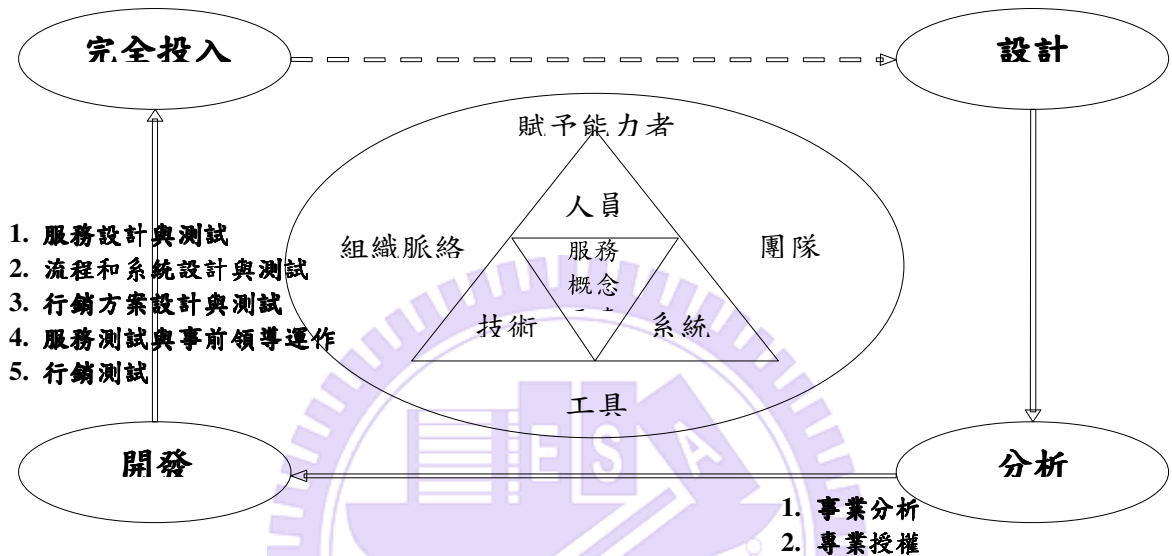 完全投入
設計
賦予能力者
人員
組織脈絡
團隊
服務
概念
技術
系統
工具
1. 服務設計與測試
2. 流程和系統設計與測試
3. 行銷方案設計與測試
4. 服務測試與事前領導運作
5. 行銷測試
開發
分析
1. 事業分析
2. 專業授權
E S A